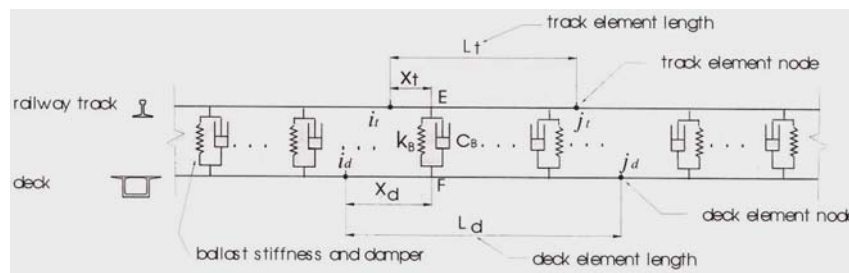 track element length
Lt
track element node
Xt
E
railway track
it
jt
kB
CB
id
jd
deck
F
Xd
deck element node
Ld
ballast stiffness and damper
deck element length